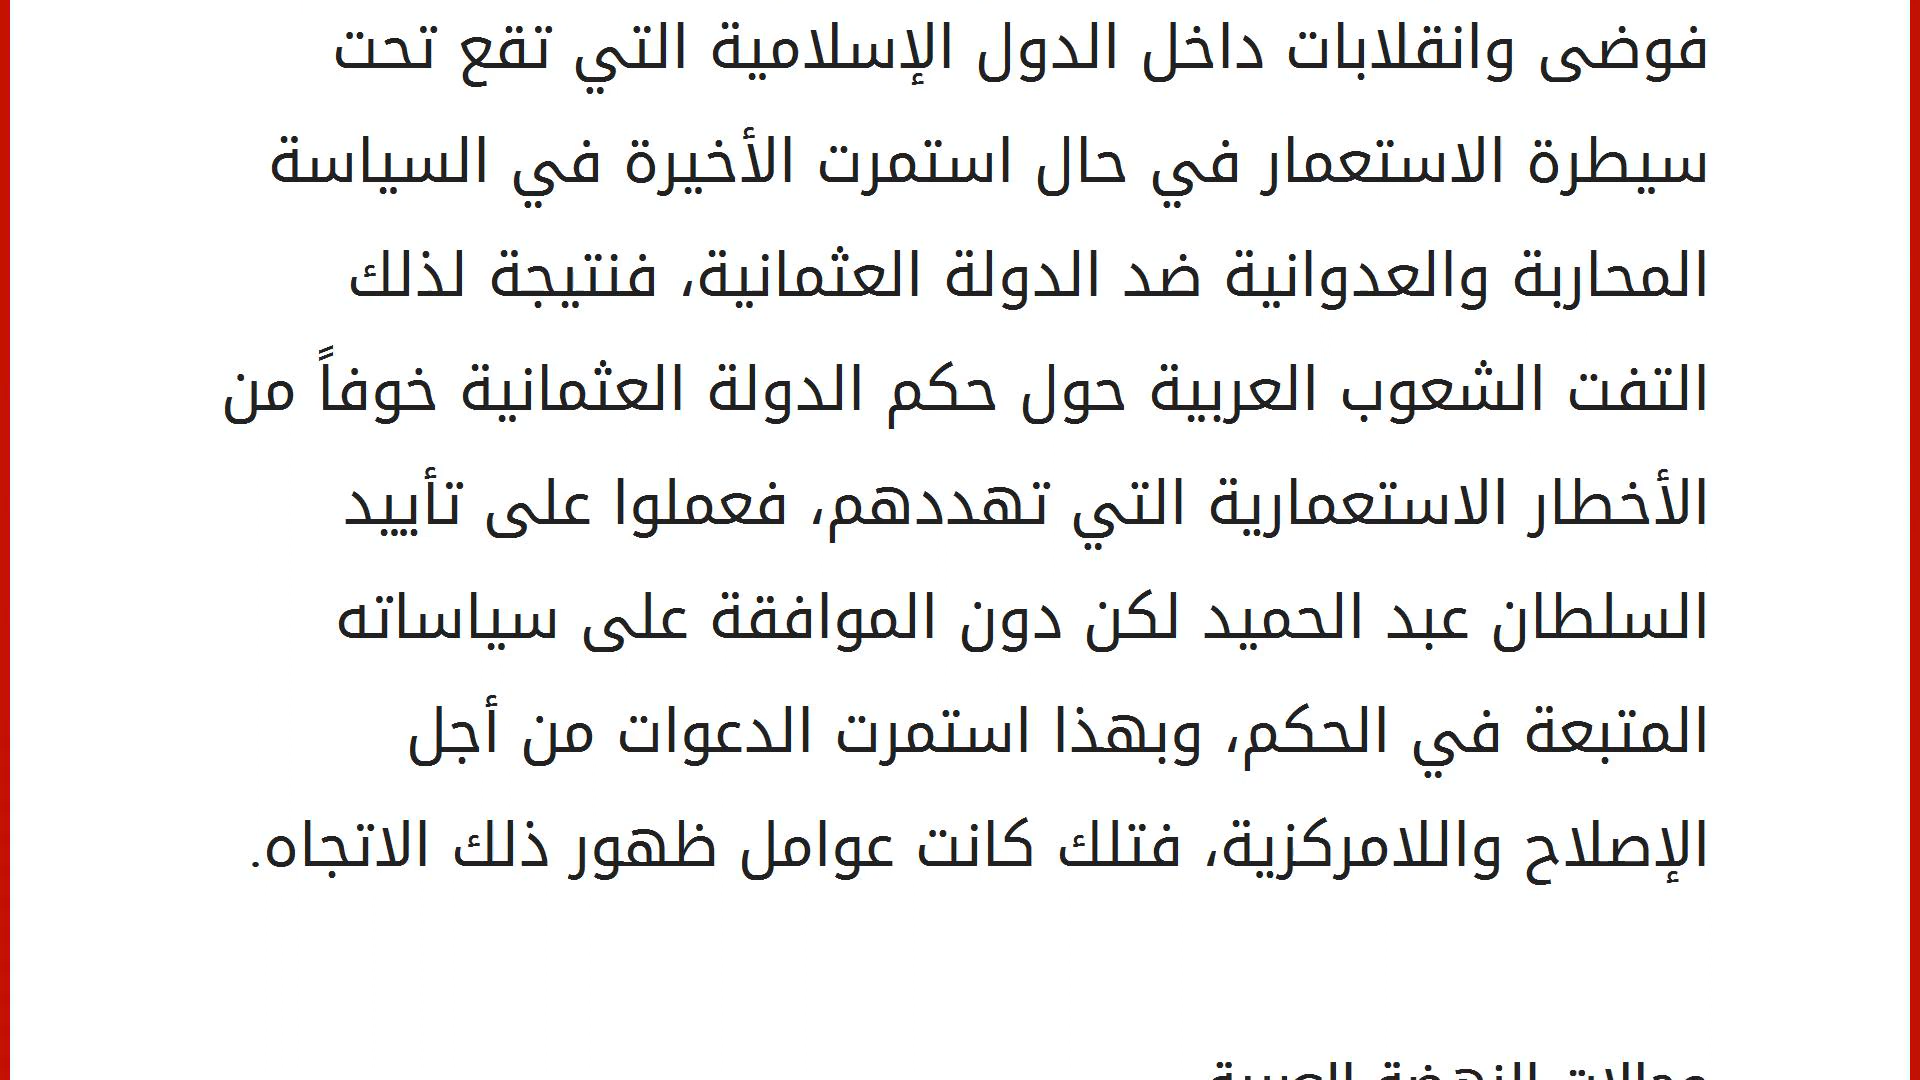 فوضى وانقلابات داخل الدول الإسلامية التي تقع تحت
سيطرة الاستعمار في حال استمرت الأخيرة في السياسة
المحاربة والعدوانية ضد الدولة العثمانية، فنتيجة لذلك
التفت الشعوب العربية حول حكم الدولة العثمانية خوفاً من
الأخطار الاستعمارية التي تهددهم، فعملوا على تأييد
السلطان عبد الحميد لكن دون الموافقة على سياساته
المتبعة في الحكم، وبهذا استمرت الدعوات من أجل
الإصلاح واللامركزية، فتلك كانت عوامل ظهور ذلك الاتجاه.
مجالات النهضة العربية